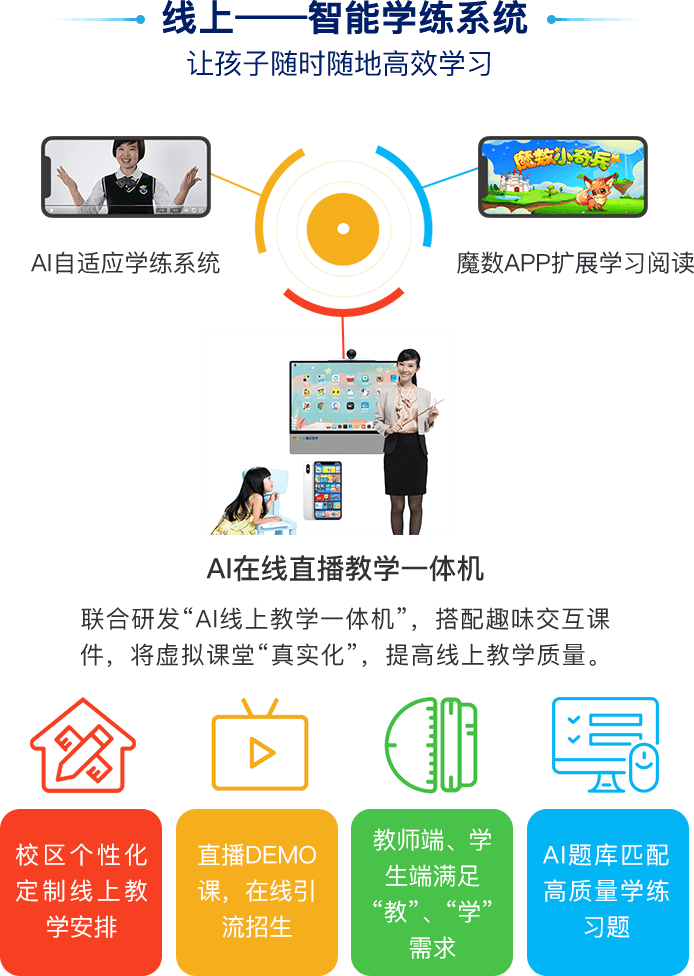 线上——智能学练系统
让孩子随时随地高效学习
魔数小奇兵
AI自适应学练系统
魔数APP扩展学习阅读
AI在线直播教学一体机
联合研发“AI线上教学一体机”，搭配趣味交互课
件，将虚拟课堂“真实化”，提高线上教学质量。
校区个性化
定制线上教
学安排
直播DEMO
课，在线引
流招生
教师端、学
生端满足
“教”、“学”
需求
AI题库匹配
高质量学练
习题